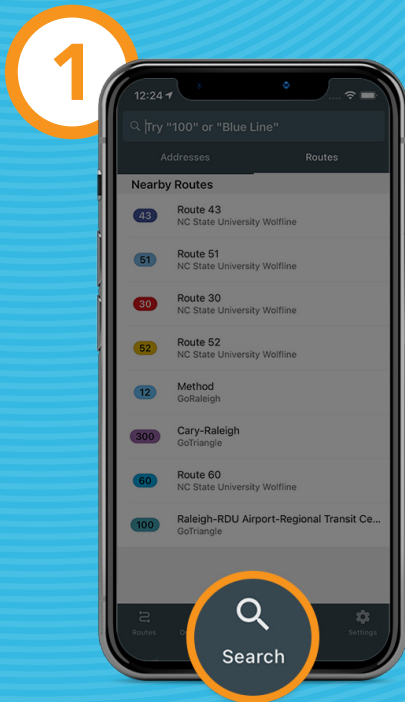 1
12:24
Try "100" or "Blue Line"
Addresses Routes
Nearby Routes
43 Route 43
NC State University Wolfline
51 Route 51
NC State University Wolfline
30 Route 30
NC State University Wolfline
52 Route 52
NC State University Wolfline
12 Method
GoRaleigh
300 Cary-Raleigh
GoTriangle
60 Route 60
NC State University Wolfline
100 Raleigh-RDU Airport-Regional Transit Ce...
GoTriangle
Routes Settings
Search